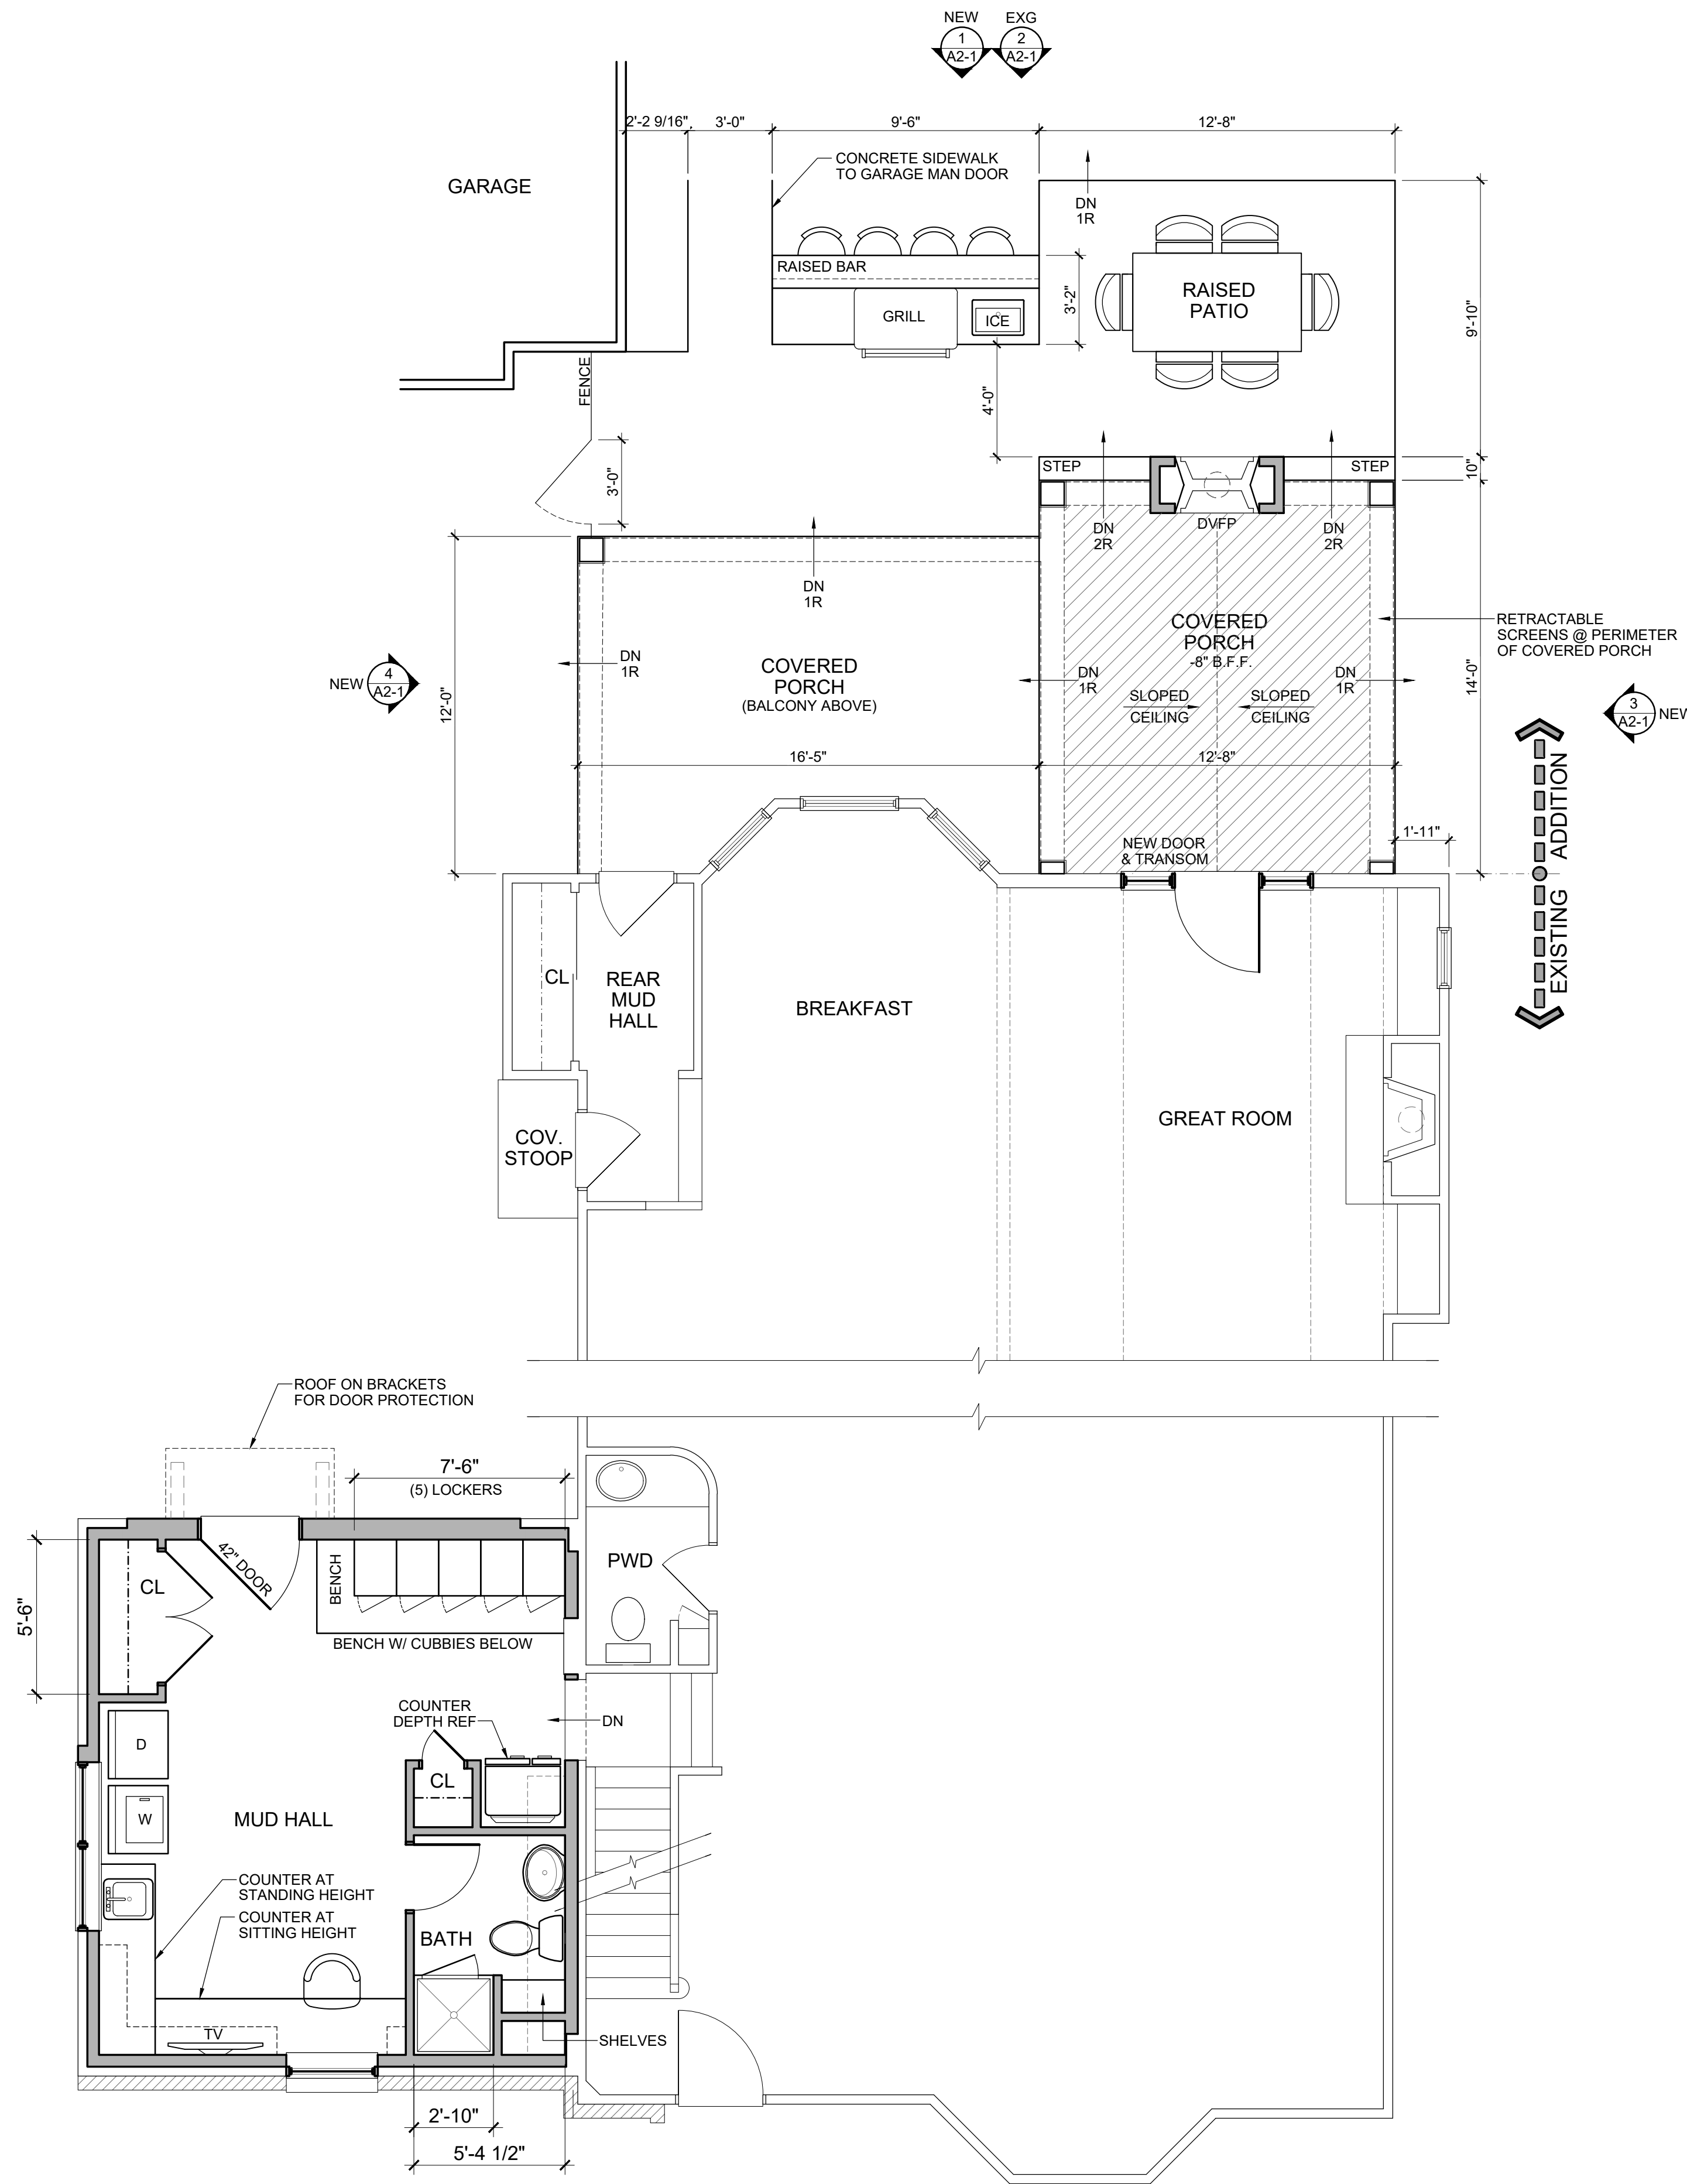 NEW
EXG
1
A2-1
2
A2-1
2'-2 9/16"
3'-0"
9'-6"
12'-8"
CONCRETE SIDEWALK
TO GARAGE MAN DOOR
GARAGE
DN
1R
RAISED BAR
GRILL
ICE
3'-2"
RAISED
PATIO
9'-10"
FENCE
4'-0"
3'-0"
STEP
STEP
10"
DVFP
DN
2R
DN
2R
DN
1R
COVERED
PORCH
-8" B.F.F.
RETRACTABLE
SCREENS @ PERIMETER
OF COVERED PORCH
DN
1R
COVERED
PORCH
(BALCONY ABOVE)
DN
1R
DN
1R
SLOPED
CEILING
SLOPED
CEILING
14'-0"
NEW
4
A2-1
12'-0"
3
A2-1
NEW
16'-5"
12'-8"
ADDITION
EXISTING
1'-11"
NEW DOOR
& TRANSOM
CL
REAR
MUD
HALL
BREAKFAST
GREAT ROOM
COV.
STOOP
ROOF ON BRACKETS
FOR DOOR PROTECTION
7'-6"
(5) LOCKERS
42" DOOR
BENCH
CL
PWD
5'-6"
BENCH W/ CUBBIES BELOW
COUNTER
DEPTH REF
DN
D
CL
W
MUD HALL
COUNTER AT
STANDING HEIGHT
COUNTER AT
SITTING HEIGHT
BATH
TV
SHELVES
2'-10"
5'-4 1/2"